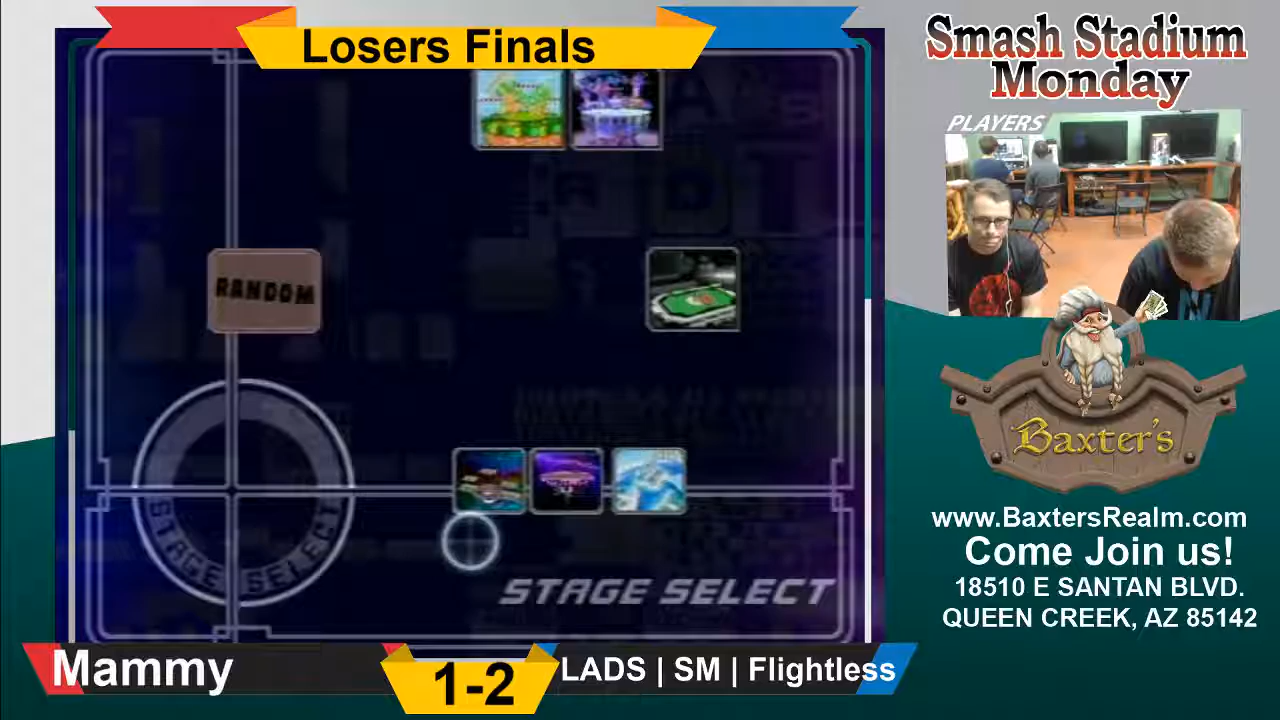 Losers Finals
Smash Stadium
Monday
PLAYERS
RANDOM
STAGE SELECT
STAGE SELECT
Baxter's
www.BaxtersRealm.com
Come Join us!
18510 E SANTAN BLVD.
QUEEN CREEK, AZ 85142
Mammy
1-2
LADS | SM | Flightless